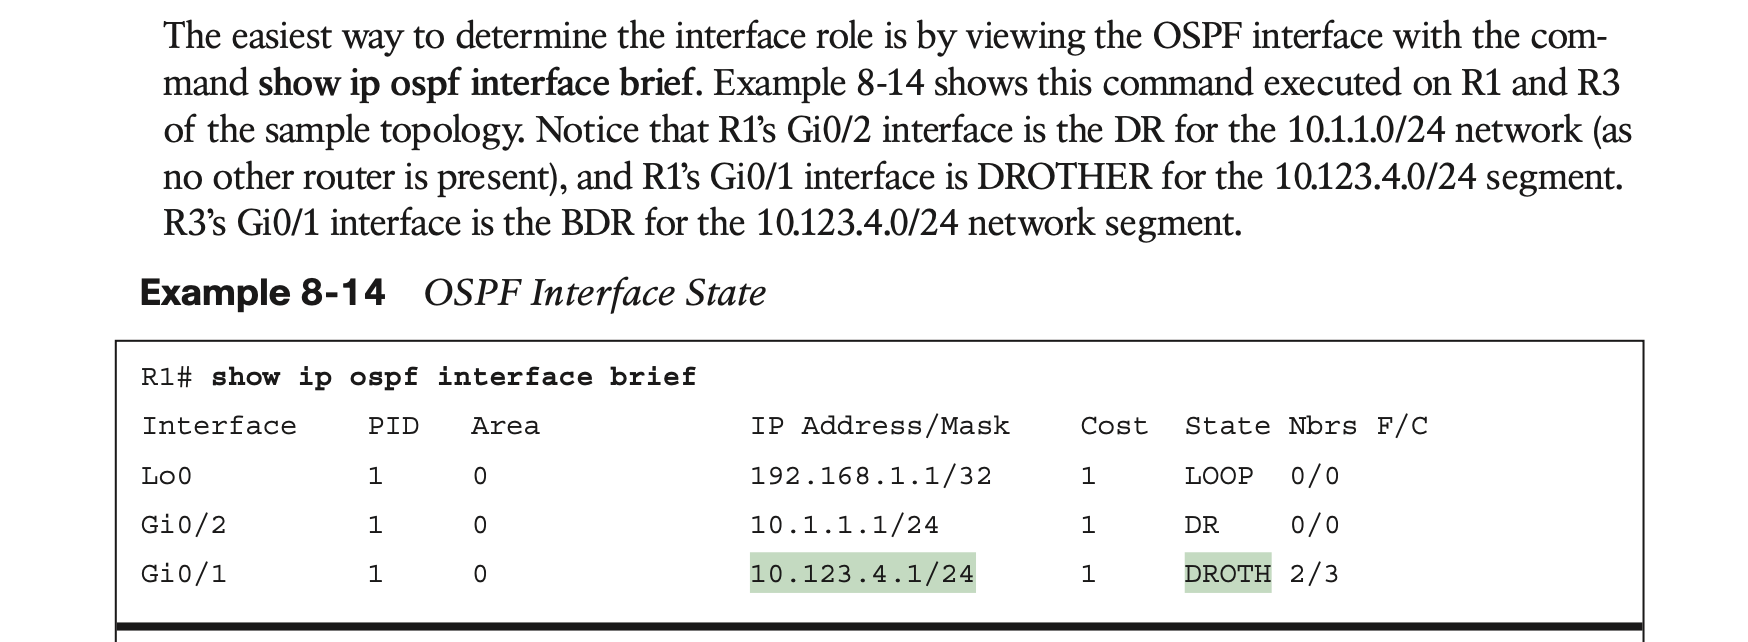 The easiest way to determine the interface role is by viewing the OSPF interface with the com-
mand show ip ospf interface brief. Example 8-14 shows this command executed on R1 and R3
of the sample topology. Notice that R1’s Gi0/2 interface is the DR for the 10.1.1.0/24 network (as
no other router is present), and R1’s Gi0/1 interface is DROTHER for the 10.123.4.0/24 segment.
R3’s Gi0/1 interface is the BDR for the 10.123.4.0/24 network segment.
Example 8-14 OSPF Interface State
R1# show ip ospf interface brief
Interface PID Area IP Address/Mask Cost State Nbrs F/C
Lo0 1 0 192.168.1.1/32 1 LOOP 0/0
Gi0/2 1 0 10.1.1.1/24 1 DR 0/0
Gi0/1 1 0 10.123.4.1/24 1 DROTH 2/3